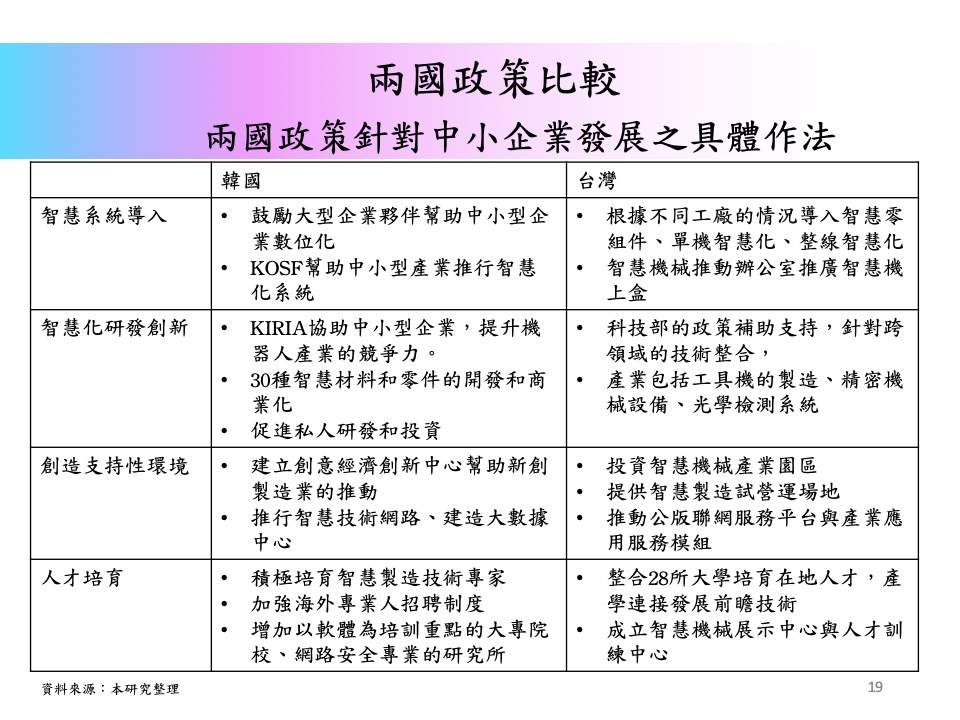 兩國政策比較
兩國政策針對中小企業發展之具體作法
韓國
台灣
智慧系統導入
• 鼓勵大型企業夥伴幫助中小型企
業數位化
• KOSF幫助中小型產業推行智慧
化系統
• 根據不同工廠的情況導入智慧零
組件、單機智慧化、整線智慧化
• 智慧機械推動辦公室推廣智慧機
上盒
智慧化研發創新
• KIRIA協助中小型企業，提升機
器人產業的競爭力。
• 30種智慧材料和零件的開發和商
業化
• 促進私人研發和投資
• 科技部的政策補助支持，針對跨
領域的技術整合，
• 產業包括工具機的製造、精密機
械設備、光學檢測系統
創造支持性環境
• 建立創意經濟創新中心幫助新創
製造業的推動
• 推行智慧技術網路、建造大數據
中心
• 投資智慧機械產業園區
• 提供智慧製造試營運場地
• 推動公版聯網服務平台與產業應
用服務模組
人才培育
• 積極培育智慧製造技術專家
• 加強海外專業人招聘制度
• 增加以軟體為培訓重點的大專院
校、網路安全專業的研究所
• 整合28所大學培育在地人才，產
學連接發展前瞻技術
• 成立智慧機械展示中心與人才訓
練中心
資料來源：本研究整理
19